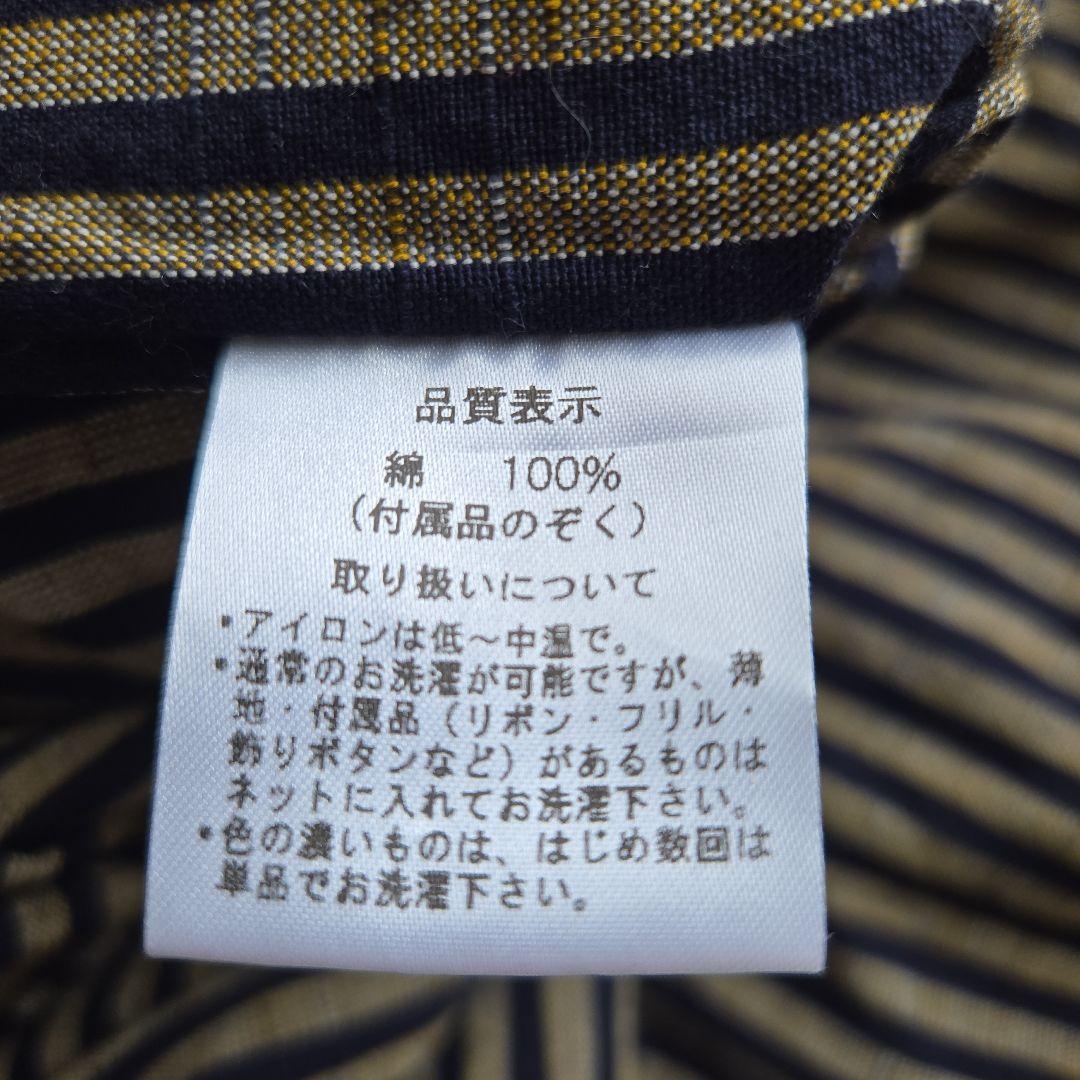 品質表示
綿　100%
（付属品のぞく）
取り扱いについて
・アイロンは低～中温で。
・通常のお洗濯が可能ですが、薄
地・付属品（リボン・フリル・
飾りボタンなど）があるものは
ネットに入れてお洗濯下さい。
・色の濃いものは、はじめ数回は
単品でお洗濯下さい。